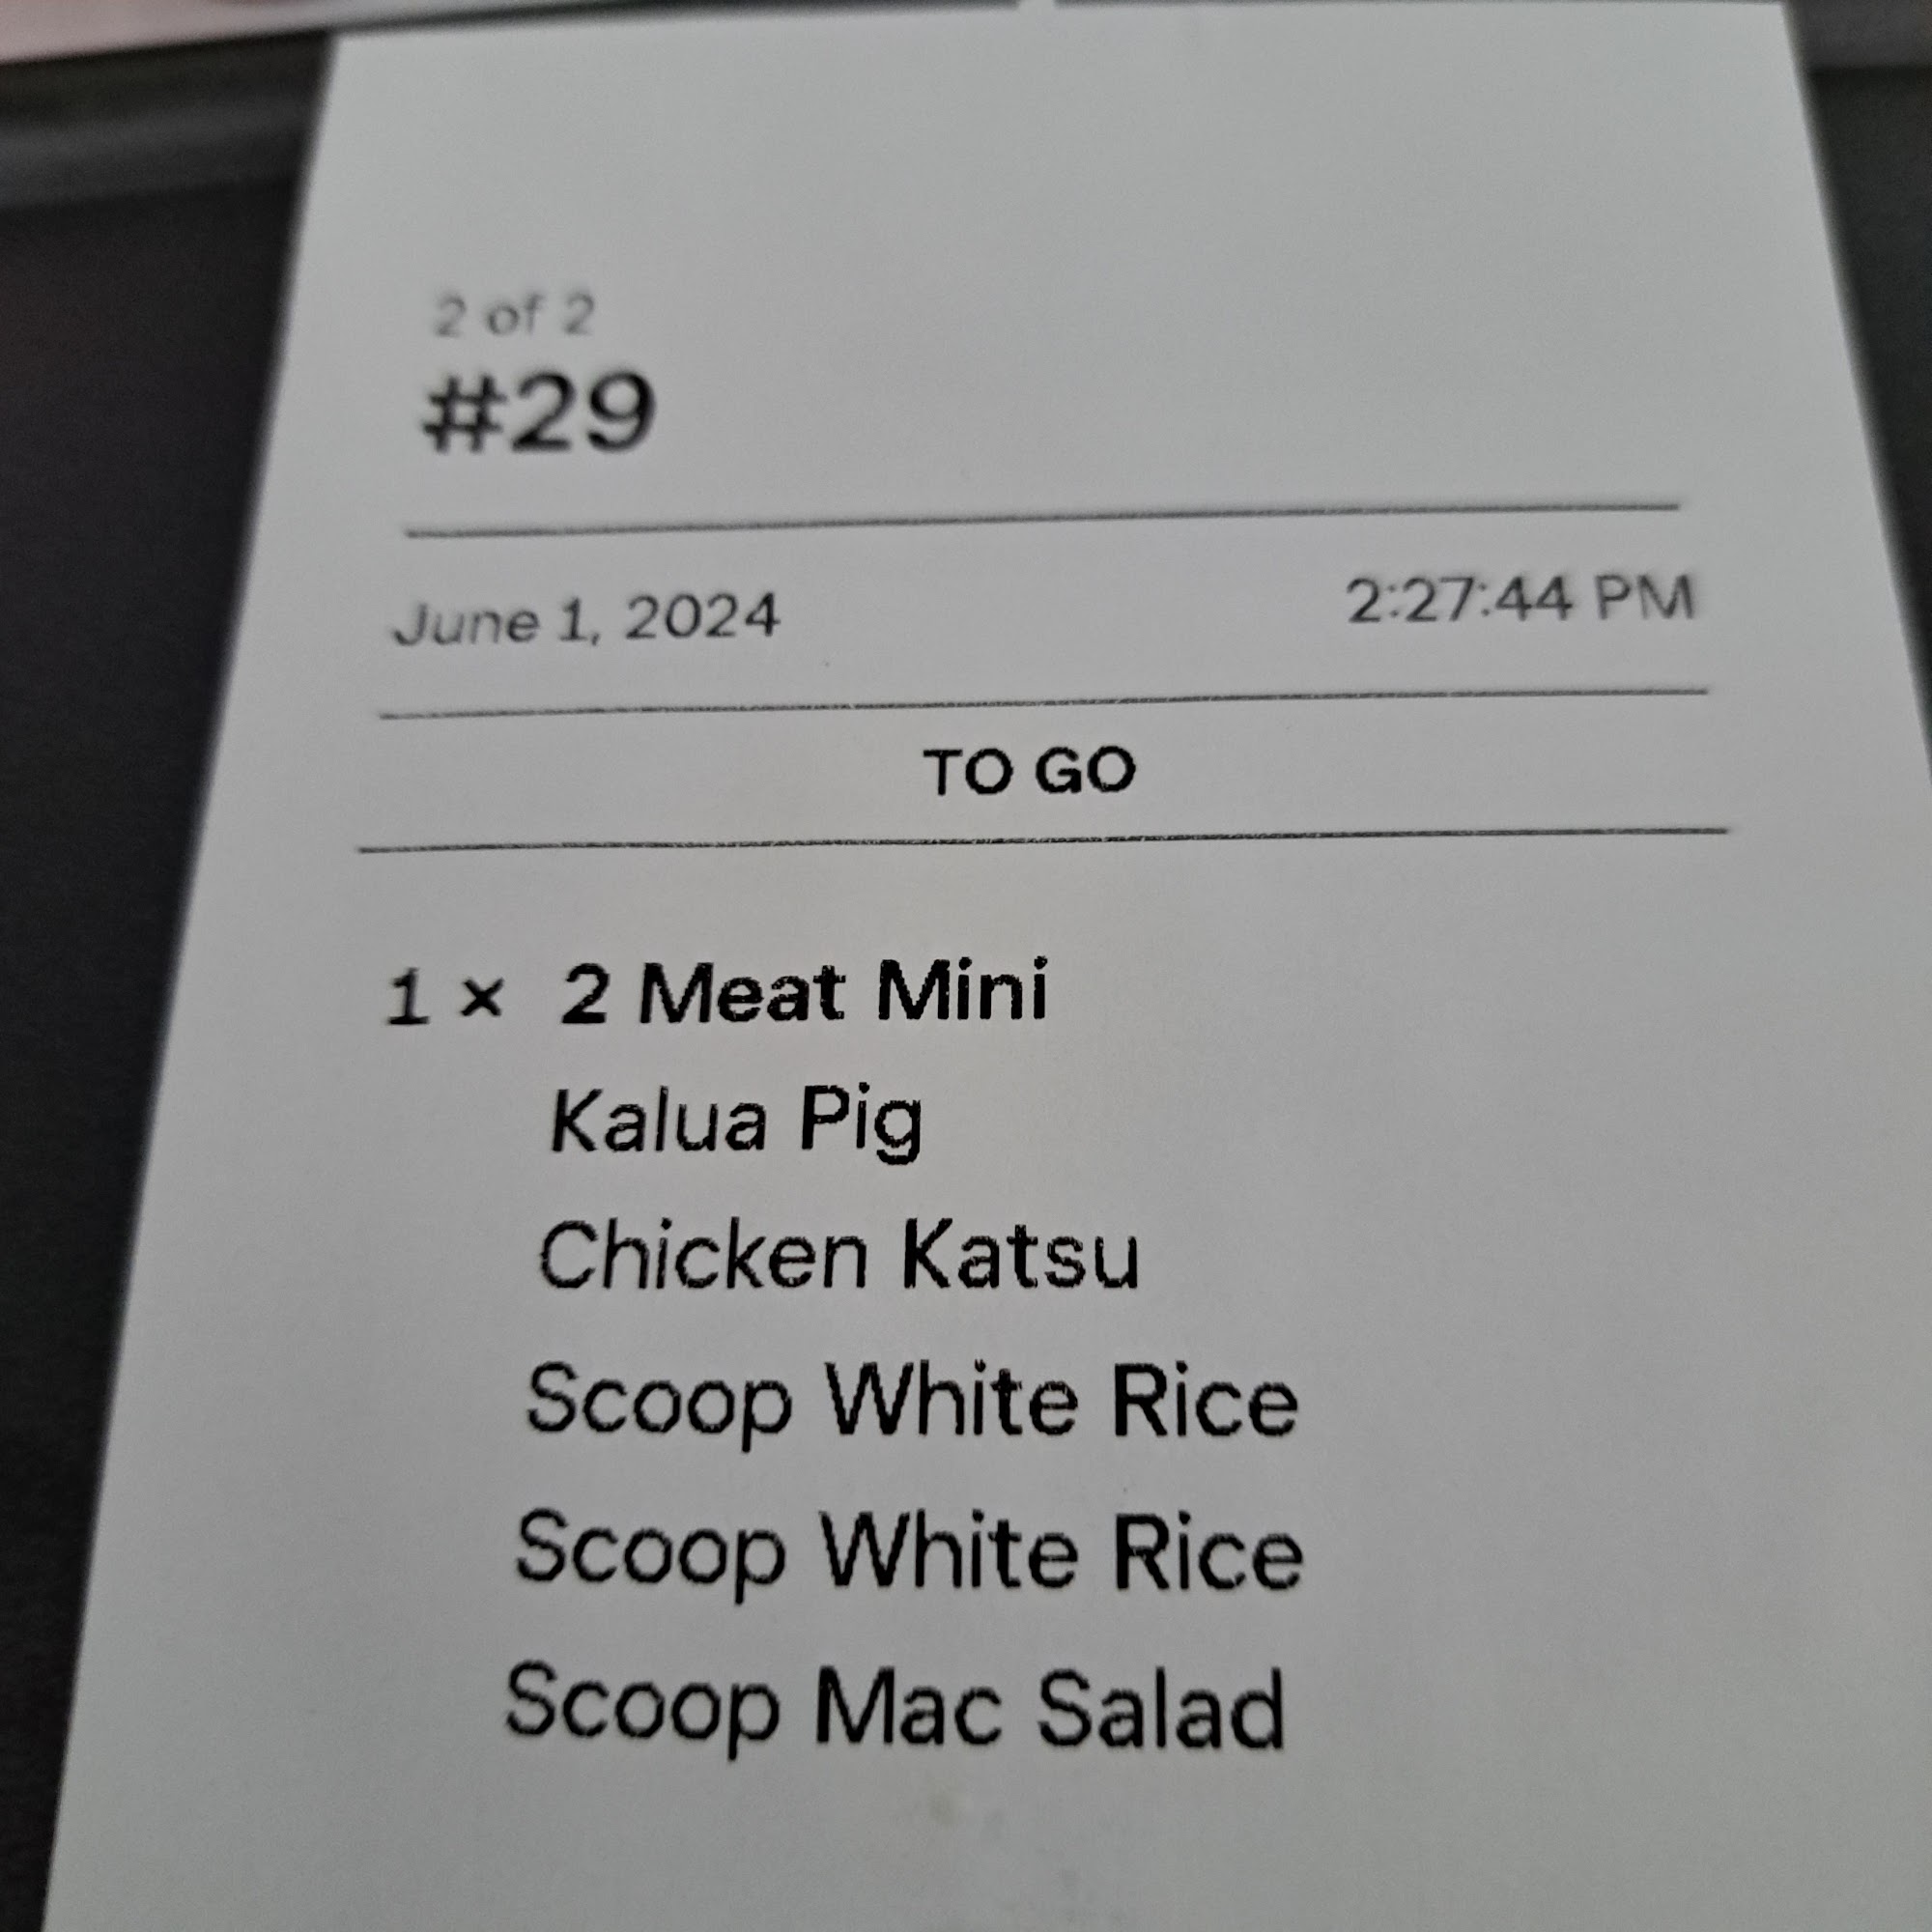 2 of 2
#29
June 1, 2024 2:27:44 PM
TO GO
1 × 2 Meat Mini
Kalua Pig
Chicken Katsu
Scoop White Rice
Scoop White Rice
Scoop Mac Salad